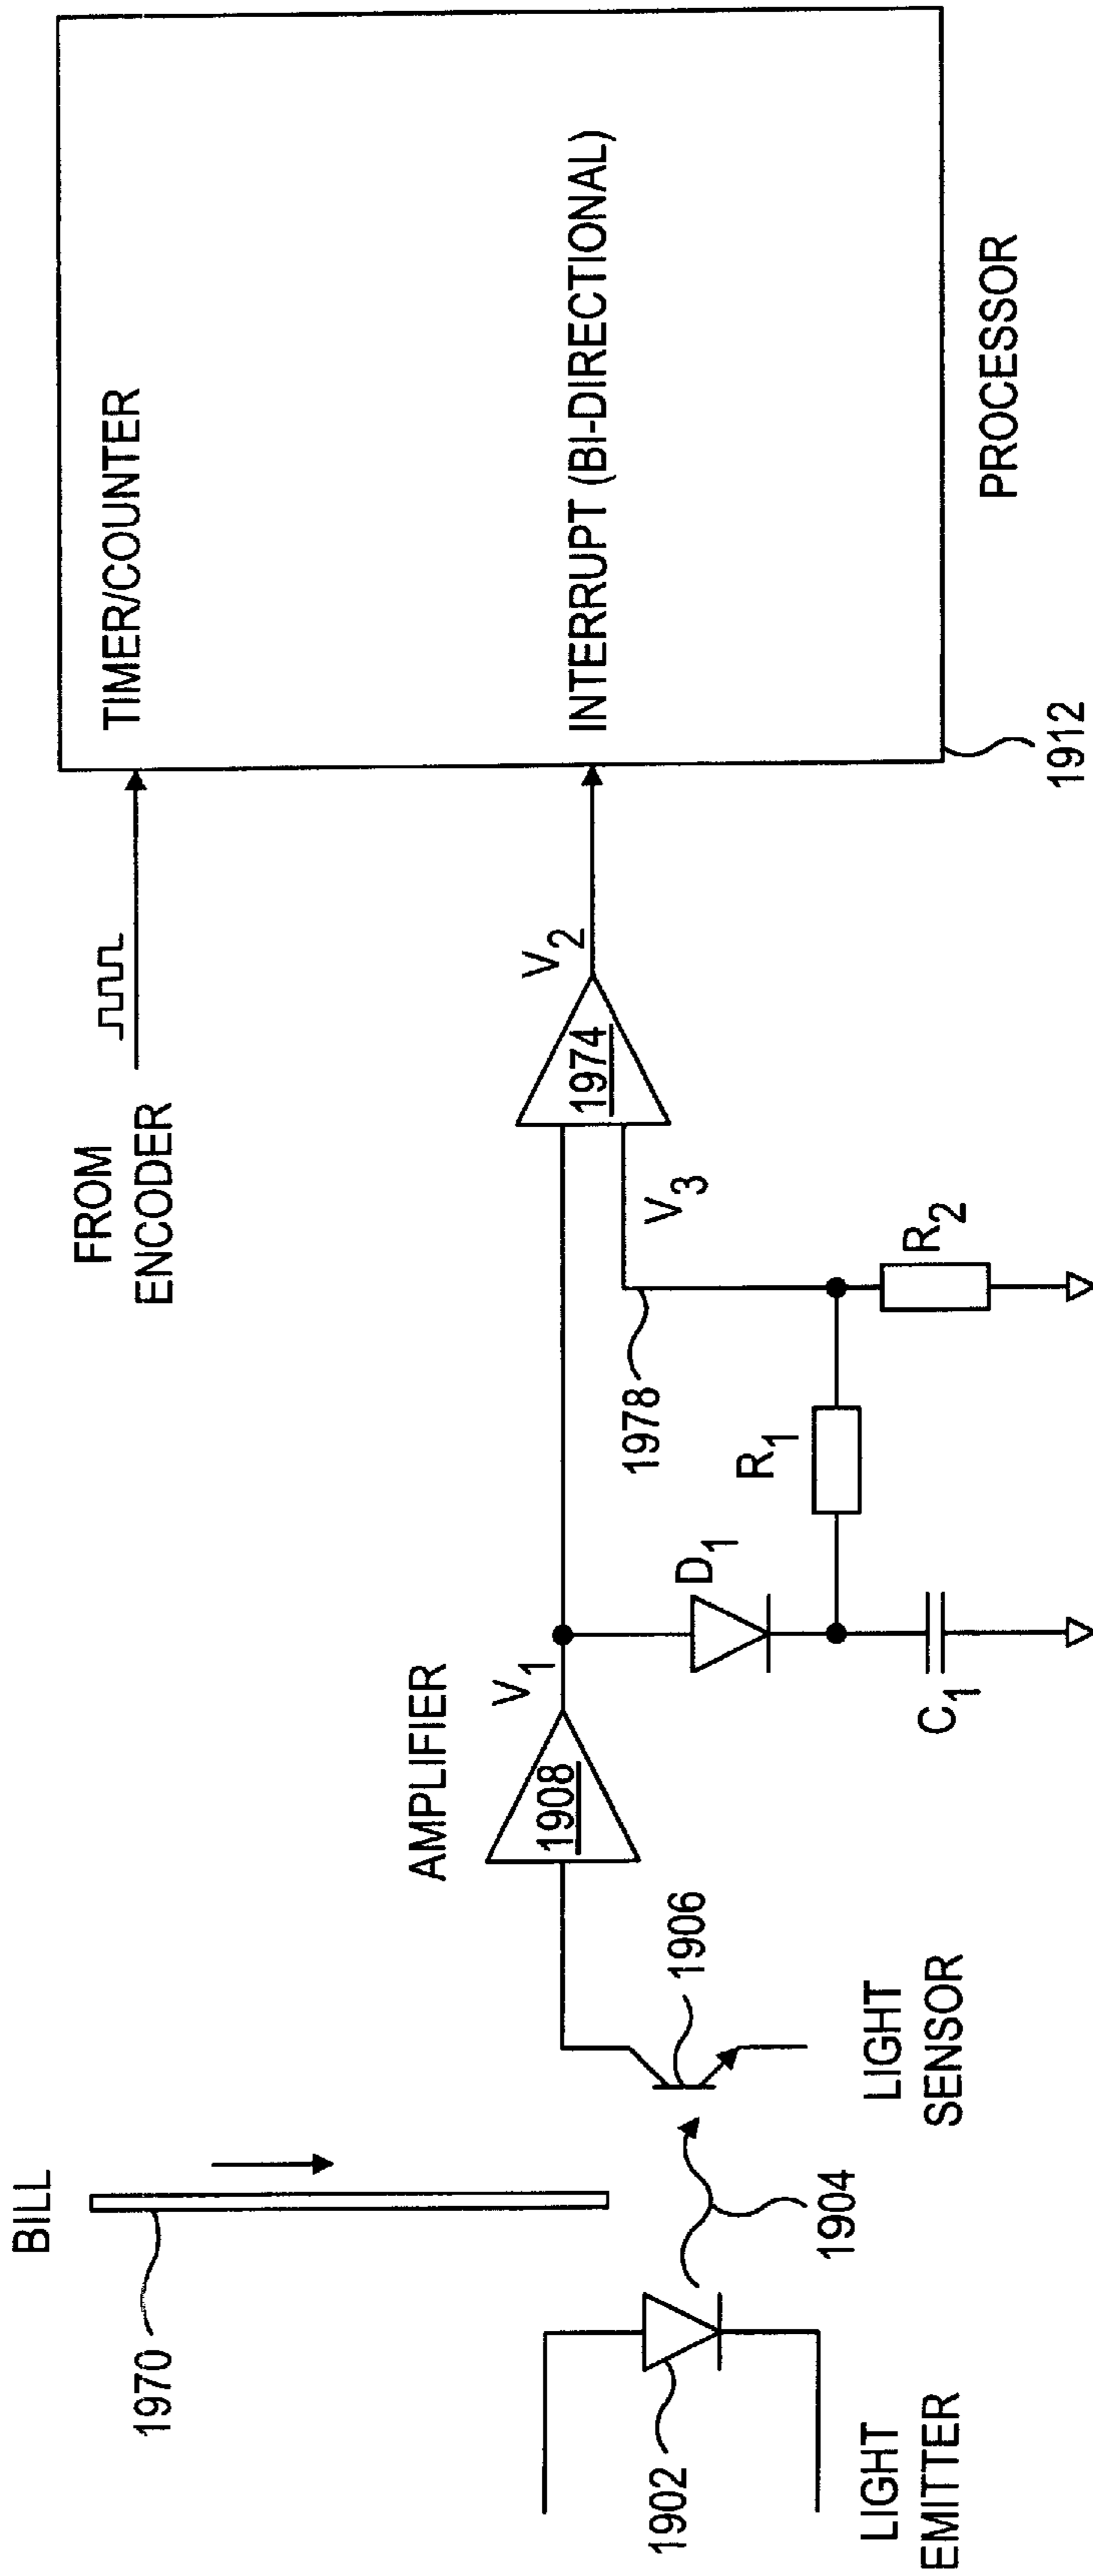 BILL
1970
1902
LIGHT
EMITTER
1904
1906
LIGHT
SENSOR
AMPLIFIER
1908
V1
D1
C1
R1
R2
1978
V3
1974
V2
FROM
ENCODER
TIMER/COUNTER
INTERRUPT (BI-DIRECTIONAL)
1912
PROCESSOR